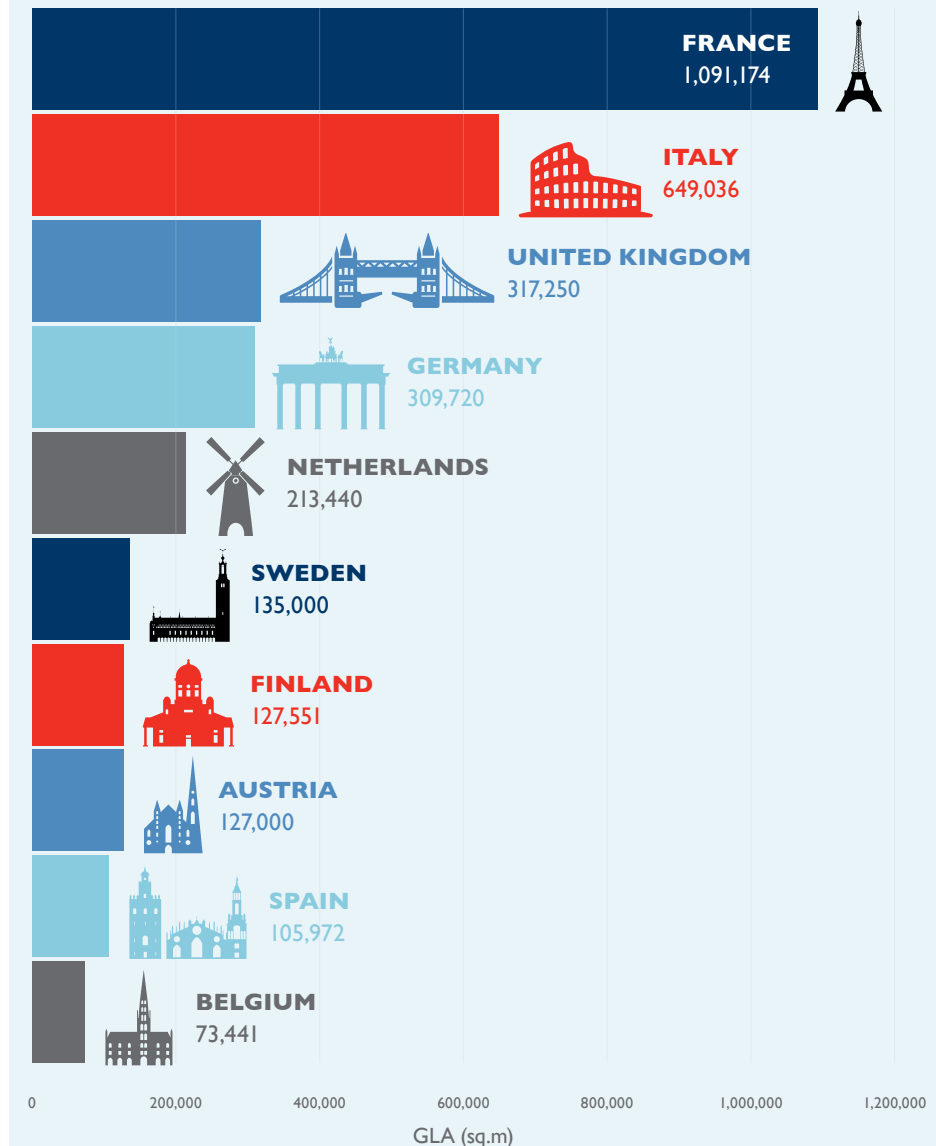 FRANCE
1,091,174
ITALY
649,036
UNITED KINGDOM
317,250
GERMANY
309,720
NETHERLANDS
213,440
SWEDEN
135,000
FINLAND
127,551
AUSTRIA
127,000
SPAIN
105,972
BELGIUM
73,441
0 200,000 400,000 600,000 800,000 1,000,000 1,200,000
GLA (sq.m)